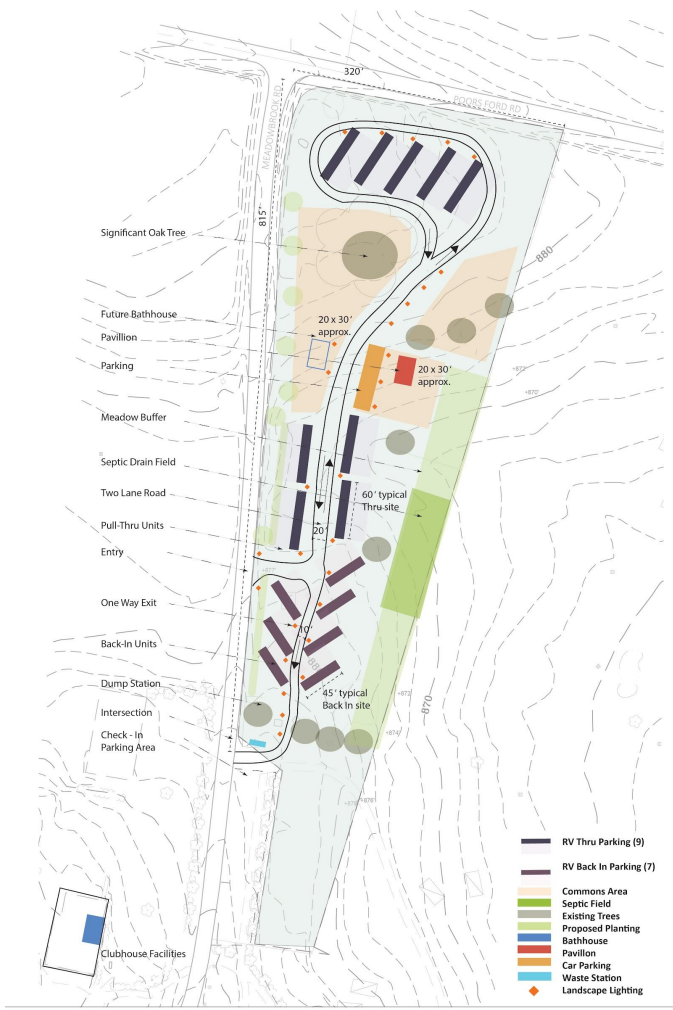 320'
POORS FORD RD
MEADOWBROOK RD
815'
Significant Oak Tree
880
Future Bathhouse
20 x 30'
approx.
Pavillion
Parking
20 x 30'
approx.
+872'
+870'
Meadow Buffer
Septic Drain Field
Two Lane Road
60' typical
Thru site
Pull-Thru Units
20'
Entry
+877'
One Way Exit
10'
Back-In Units
88
Dump Station
45' typical
Back In site
+872'
870
Intersection
Check - In
Parking Area
+874'
+878'
Clubhouse Facilities
RV Thru Parking (9)
RV Back In Parking (7)
Commons Area
Septic Field
Existing Trees
Proposed Planting
Bathhouse
Pavillon
Car Parking
Waste Station
Landscape Lighting